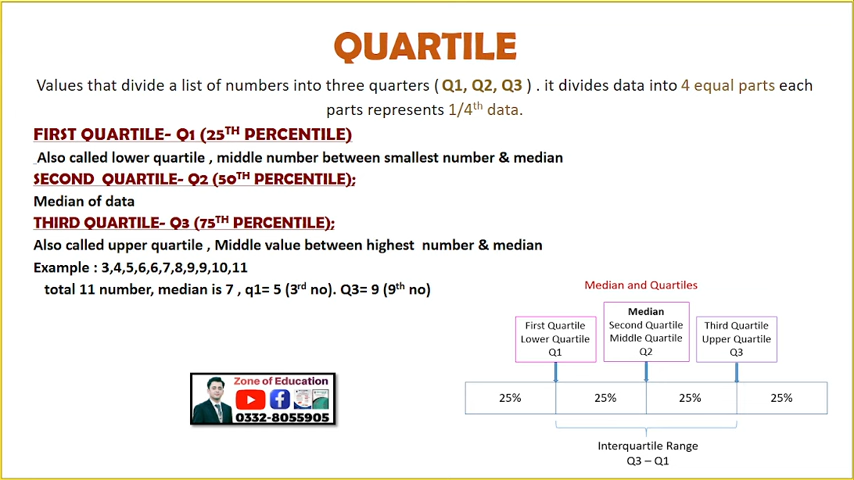 QUARTILE
Values that divide a list of numbers into three quarters ( Q1, Q2, Q3 ) . it divides data into 4 equal parts each
parts represents 1/4th data.
FIRST QUARTILE- Q1 (25TH PERCENTILE)
Also called lower quartile , middle number between smallest number & median
SECOND QUARTILE- Q2 (50TH PERCENTILE);
Median of data
THIRD QUARTILE- Q3 (75TH PERCENTILE);
Also called upper quartile , Middle value between highest number & median
Example : 3,4,5,6,6,7,8,9,9,10,11
total 11 number, median is 7 , q1= 5 (3rd no). Q3= 9 (9th no)
Median and Quartiles
First Quartile
Lower Quartile
Q1
Median
Second Quartile
Middle Quartile
Q2
Third Quartile
Upper Quartile
Q3
25%
25%
25%
25%
Interquartile Range
Q3 – Q1
Zone of Education
0332-8055905